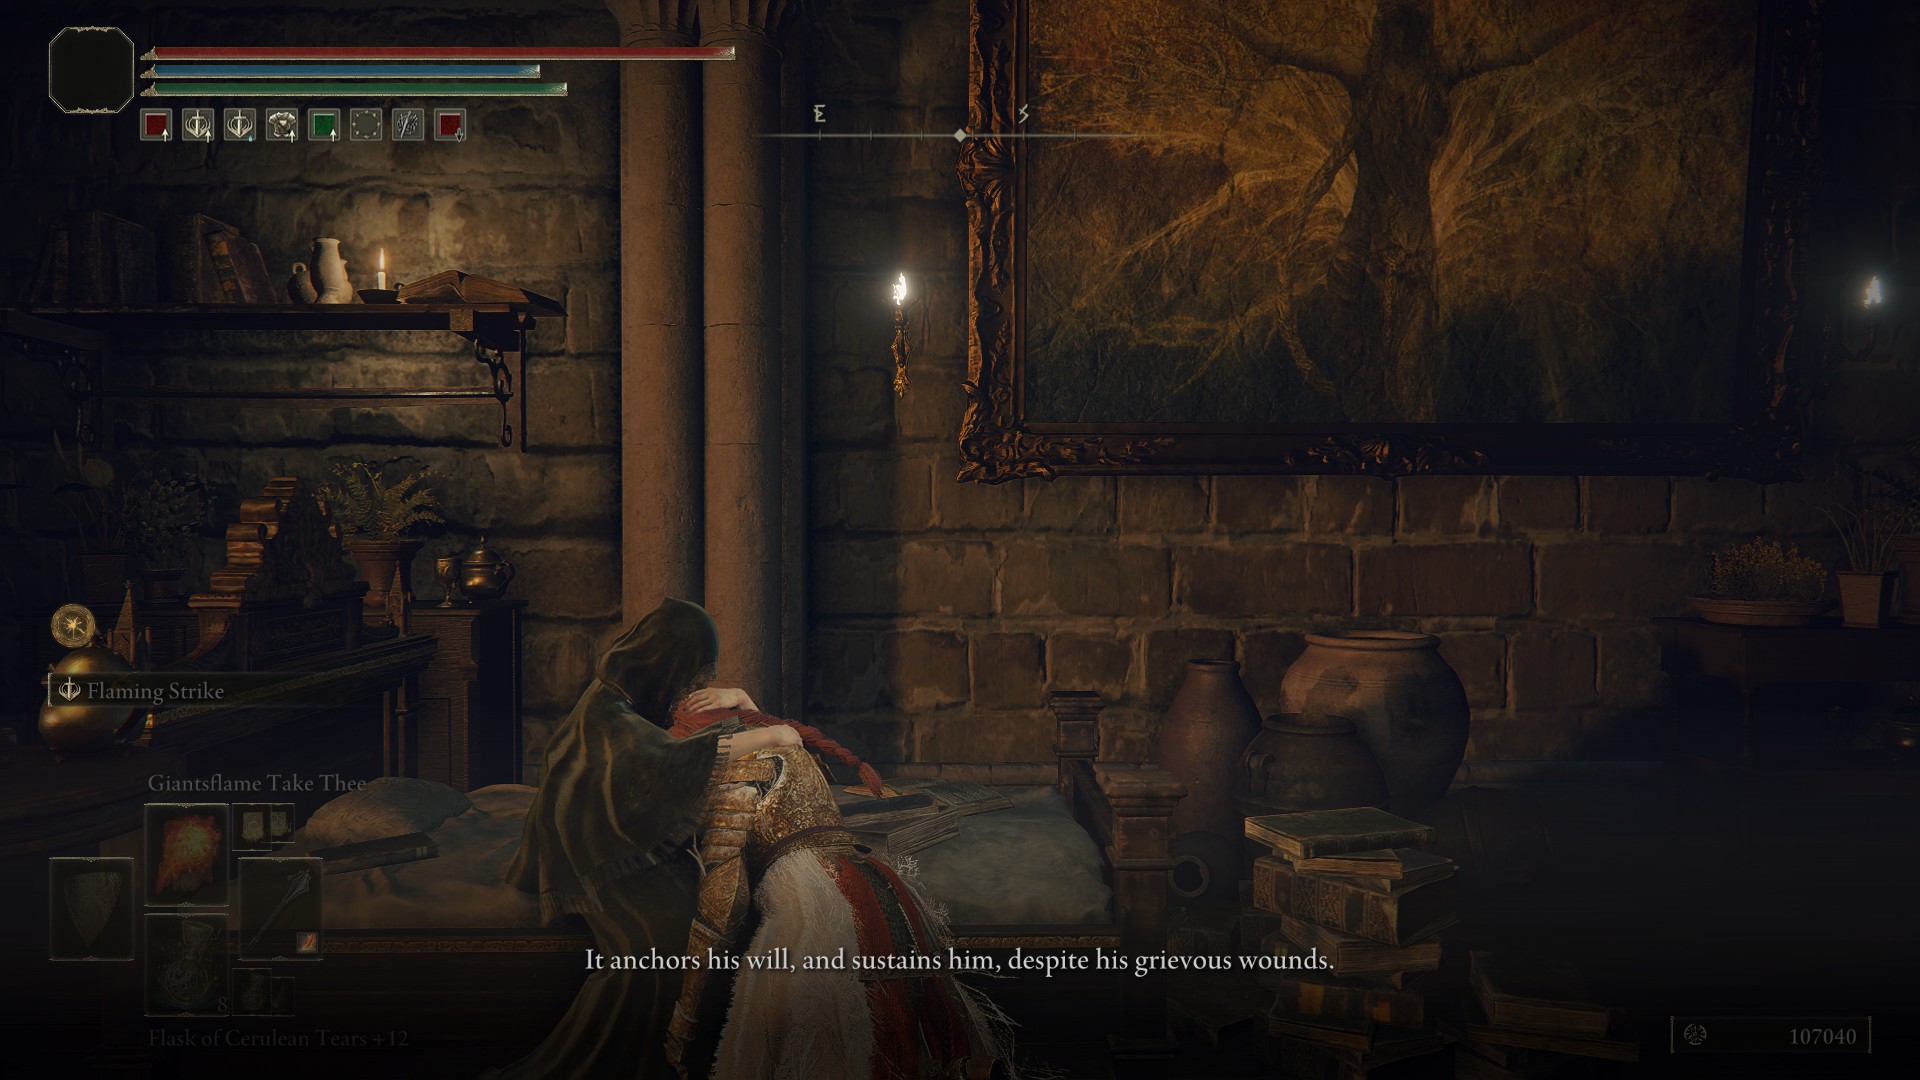 E S
Flaming Strike
Giantsflame Take Thee
8
Flask of Cerulean Tears +12
It anchors his will, and sustains him, despite his grievous wounds.
107040